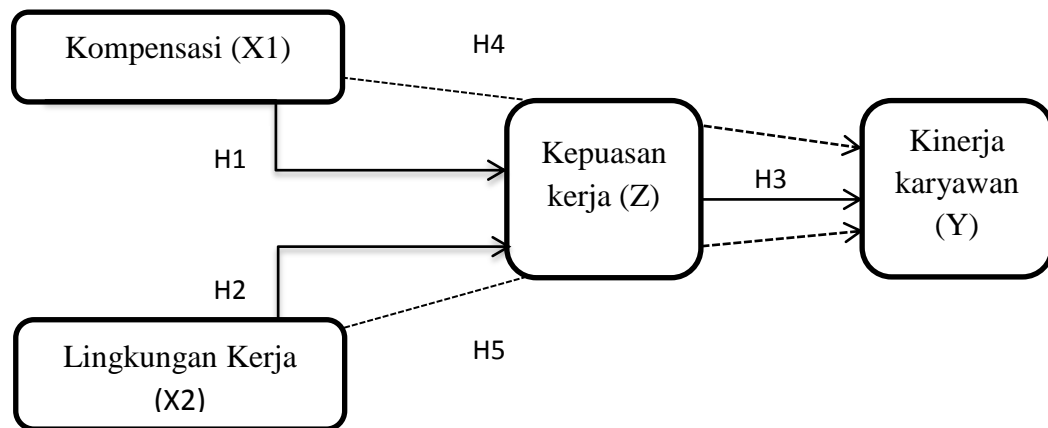 Kompensasi (X1)
H4
H1
Kepuasan
kerja (Z)
H3
Kinerja
karyawan
(Y)
H2
Lingkungan Kerja
(X2)
H5